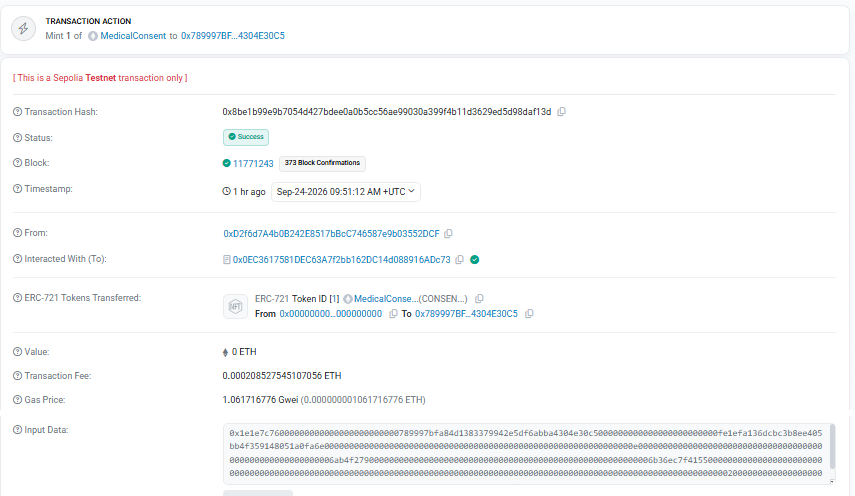 TRANSACTION ACTION
Mint 1 of MedicalConsent to 0x789997BF...4304E30C5
[ This is a Sepolia Testnet transaction only ]
Transaction Hash: 0x8be1b99e9b7054d427bdee0a0b5cc56ae99030a399f4b11d3629ed5d98daf13d
Status: Success
Block: 11771243 373 Block Confirmations
Timestamp: 1 hr ago Sep-24-2026 09:51:12 AM +UTC
From: 0xD2f6d7A4b0B242E8517bBcC746587e9b03552DCF
Interacted With (To): 0x0EC3617581DEC63A7f2bb162DC14d088916ADc73
ERC-721 Tokens Transferred: ERC-721 Token ID [1] MedicalConse...(CONSEN...)
From 0x00000000...000000000 To 0x789997BF...4304E30C5
Value: 0 ETH
Transaction Fee: 0.000208527545107056 ETH
Gas Price: 1.061716776 Gwei (0.000000001061716776 ETH)
Input Data: